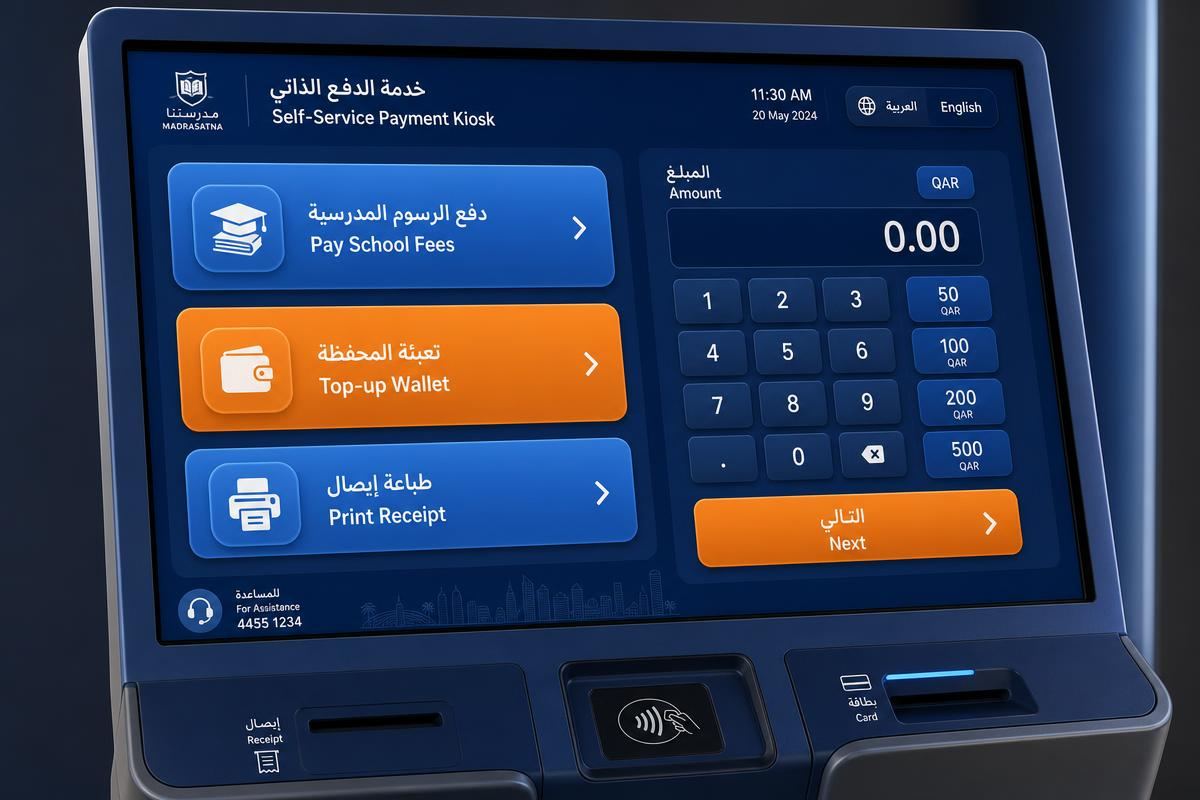 مدرستنا
MADRASATNA
خدمة الدفع الذاتي
Self-Service Payment Kiosk
11:30 AM
20 May 2024
العربية
English
دفع الرسوم المدرسية
Pay School Fees
تعبئة المحفظة
Top-up Wallet
طباعة إيصال
Print Receipt
للمساعدة
For Assistance
4455 1234
المبلغ
Amount
QAR
0.00
1 2 3
50
QAR
4 5 6
100
QAR
7 8 9
200
QAR
. 0
500
QAR
التالي
Next
إيصال
Receipt
بطاقة
Card